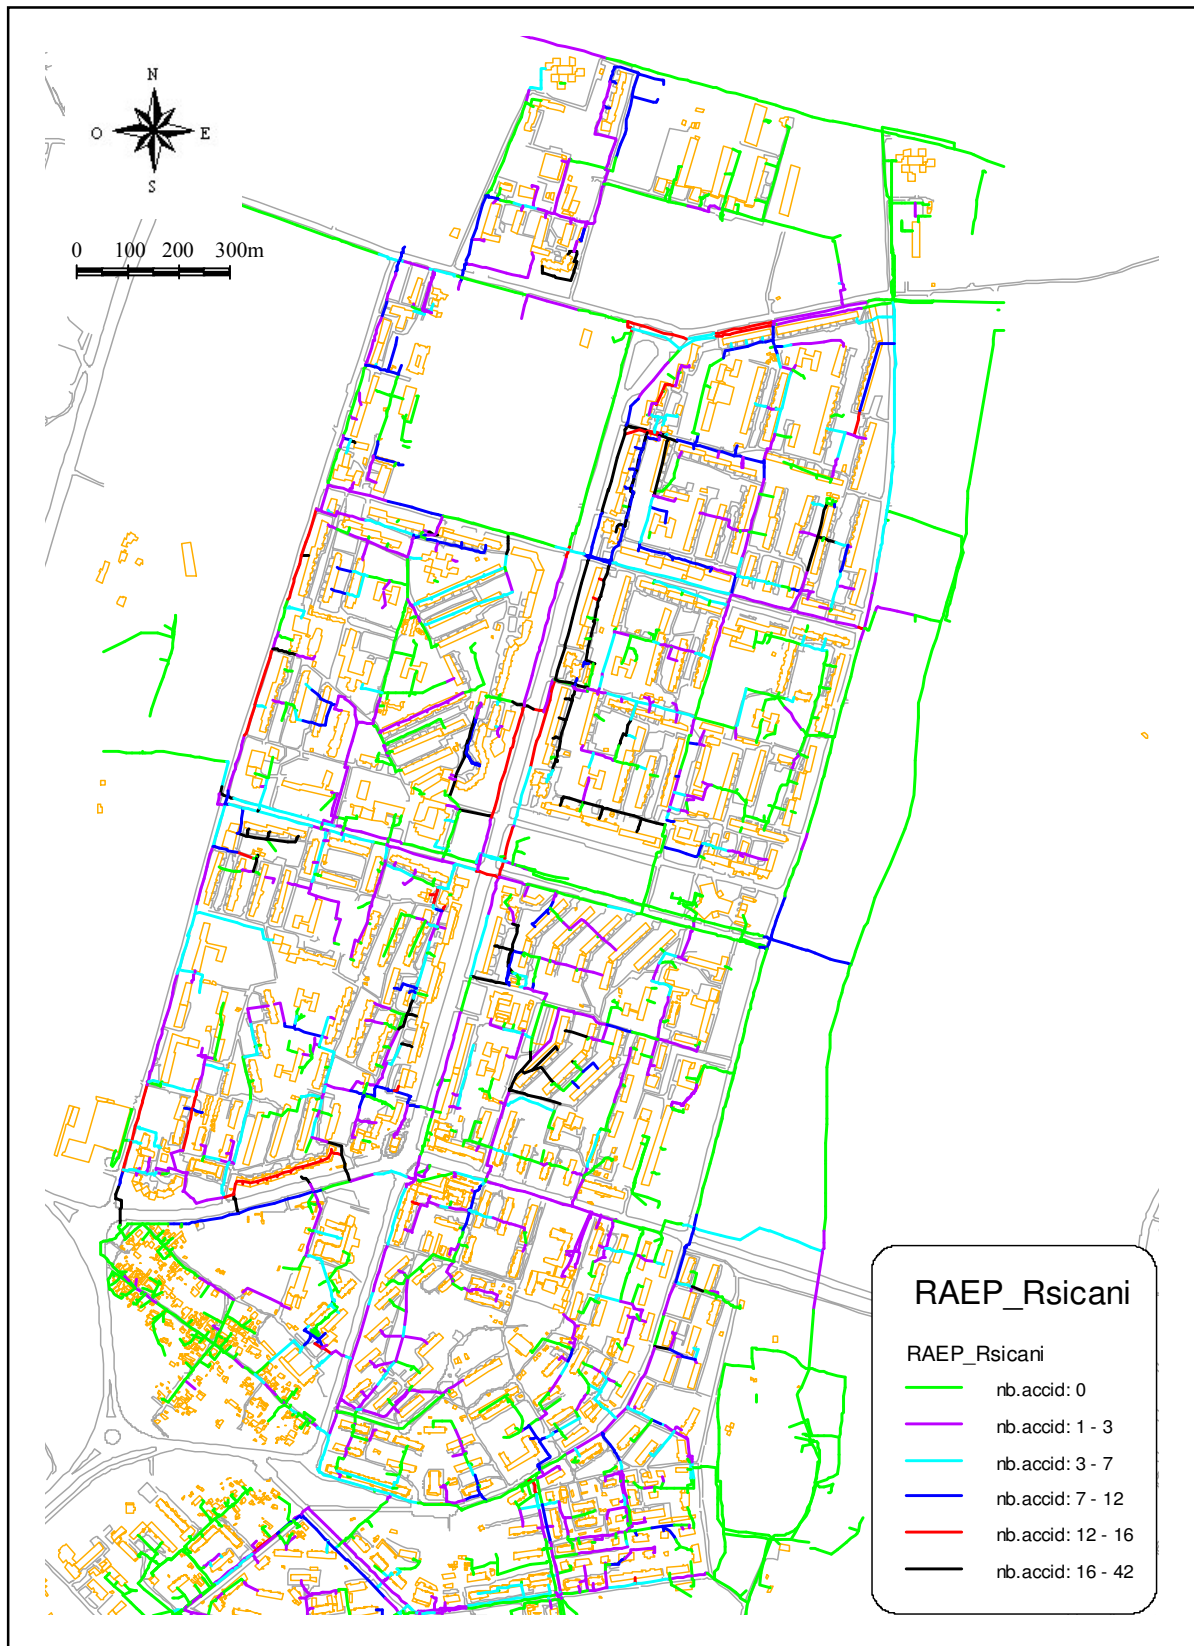 N
O E
S
0 100 200 300m
RAEP_Rsicani
RAEP_Rsicani
nb.accid: 0
nb.accid: 1 - 3
nb.accid: 3 - 7
nb.accid: 7 - 12
nb.accid: 12 - 16
nb.accid: 16 - 42